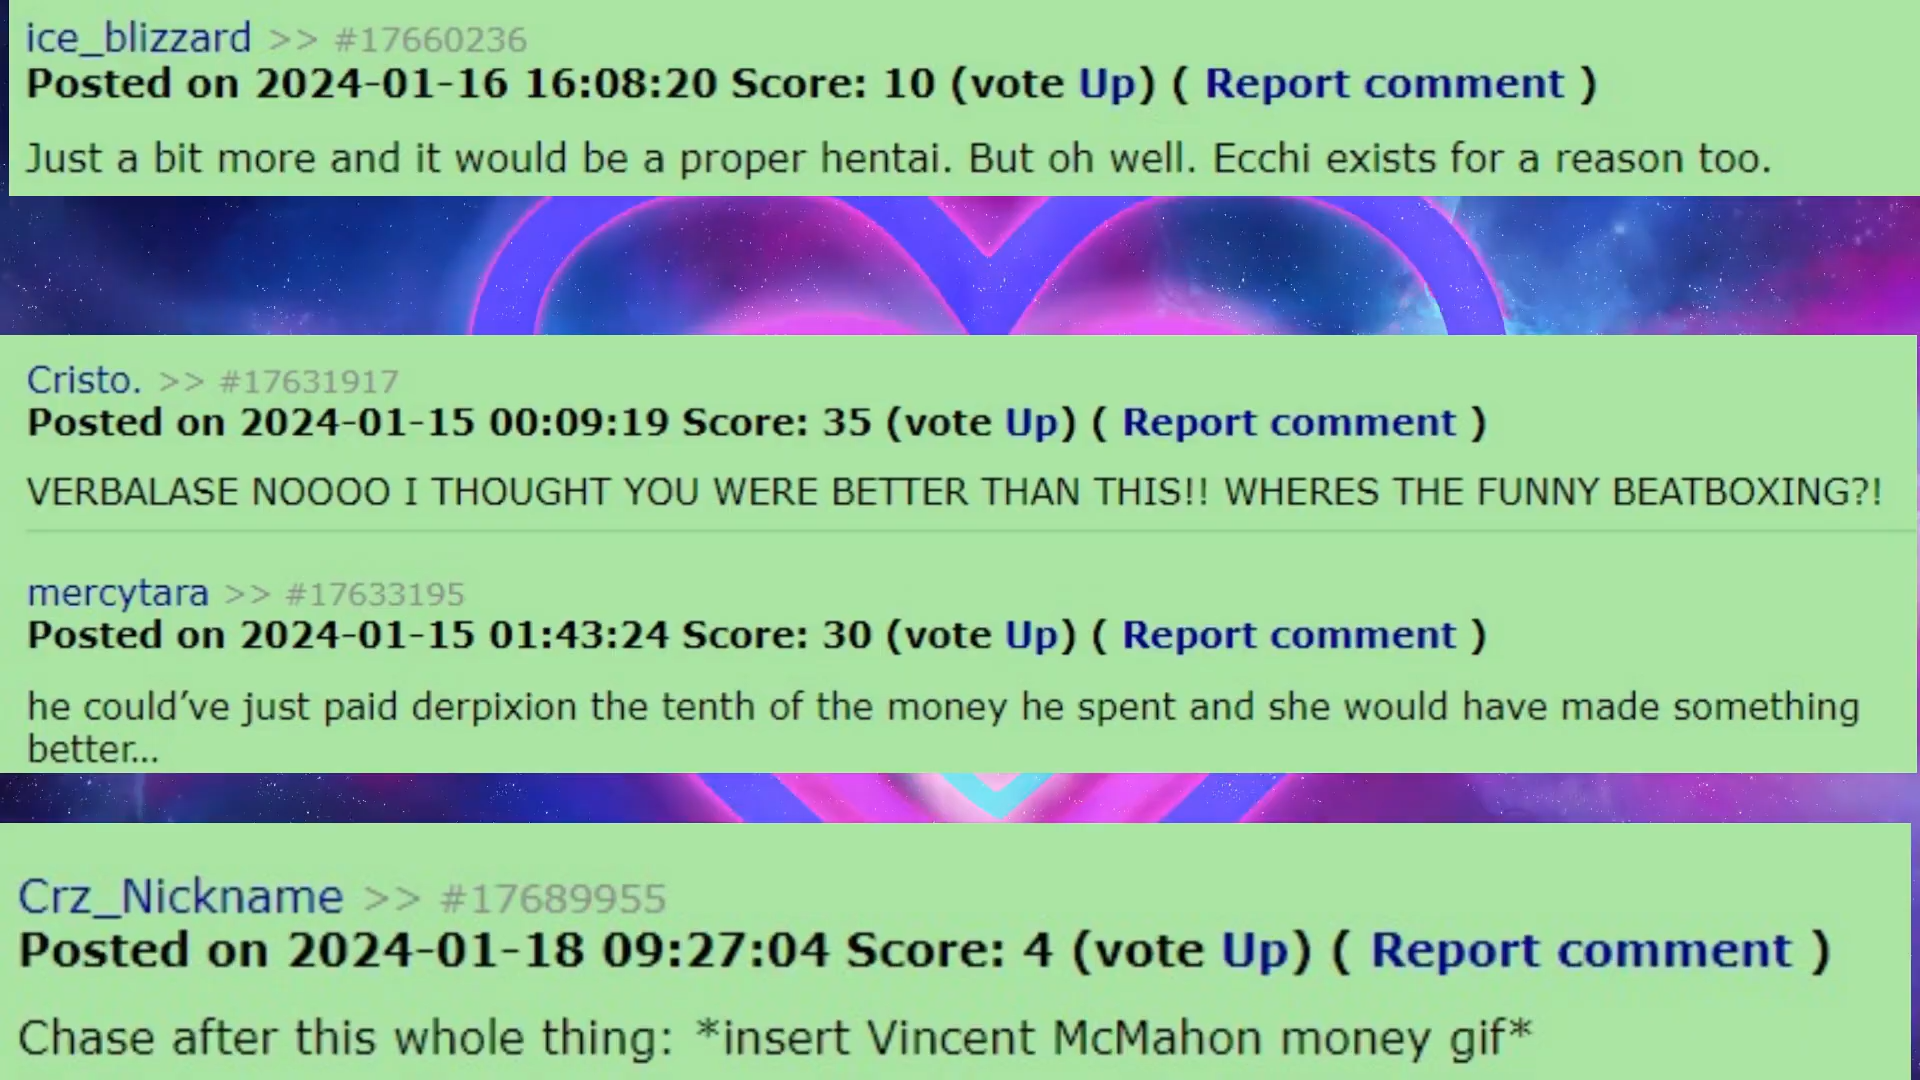 ice_blizzard >> #17660236
Posted on 2024-01-16 16:08:20 Score: 10 (vote Up) ( Report comment )
Just a bit more and it would be a proper hentai. But oh well. Ecchi exists for a reason too.
Cristo. >> #17631917
Posted on 2024-01-15 00:09:19 Score: 35 (vote Up) ( Report comment )
VERBALASE NOOOO I THOUGHT YOU WERE BETTER THAN THIS!! WHERES THE FUNNY BEATBOXING?!
mercytara >> #17633195
Posted on 2024-01-15 01:43:24 Score: 30 (vote Up) ( Report comment )
he could’ve just paid derpixion the tenth of the money he spent and she would have made something
better...
Crz_Nickname >> #17689955
Posted on 2024-01-18 09:27:04 Score: 4 (vote Up) ( Report comment )
Chase after this whole thing: *insert Vincent McMahon money gif*